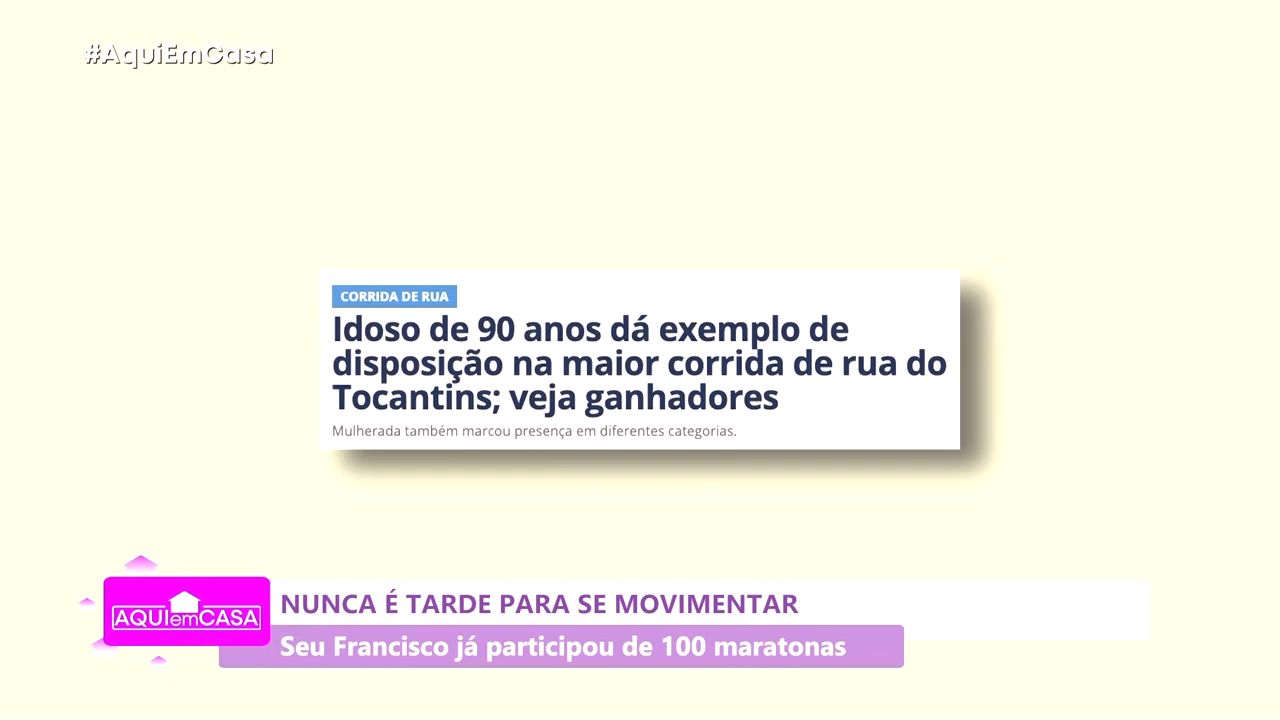 #AquiEmCasa
CORRIDA DE RUA
Idoso de 90 anos dá exemplo de
disposição na maior corrida de rua do
Tocantins; veja ganhadores
Mulherada também marcou presença em diferentes categorias.
NUNCA É TARDE PARA SE MOVIMENTAR
AQUIemCASA
Seu Francisco já participou de 100 maratonas